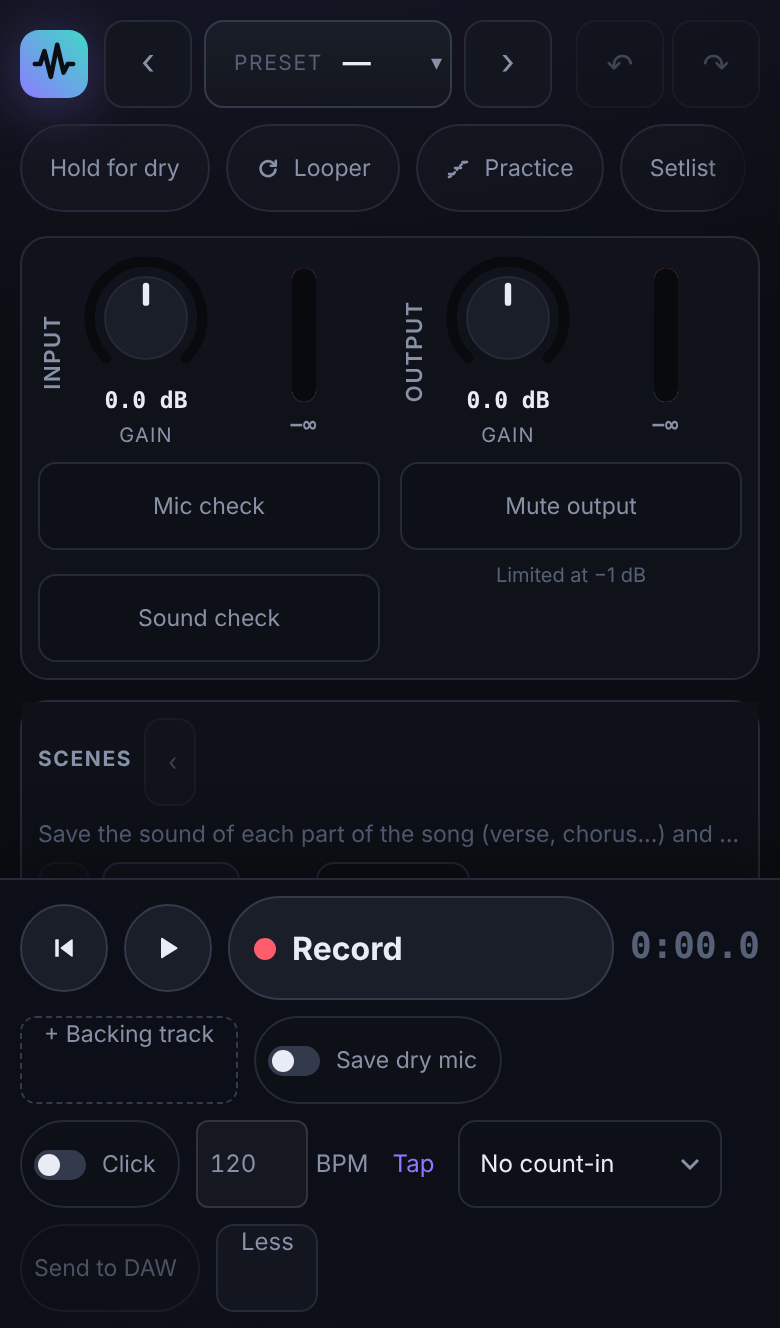 PRESET —
Hold for dry
Looper
Practice
Setlist
INPUT
0.0 dB
GAIN
−∞
OUTPUT
0.0 dB
GAIN
−∞
Mic check
Mute output
Limited at −1 dB
Sound check
SCENES
Save the sound of each part of the song (verse, chorus…) and …
Record
0:00.0
+ Backing track
Save dry mic
Click
120
BPM
Tap
No count-in
Send to DAW
Less